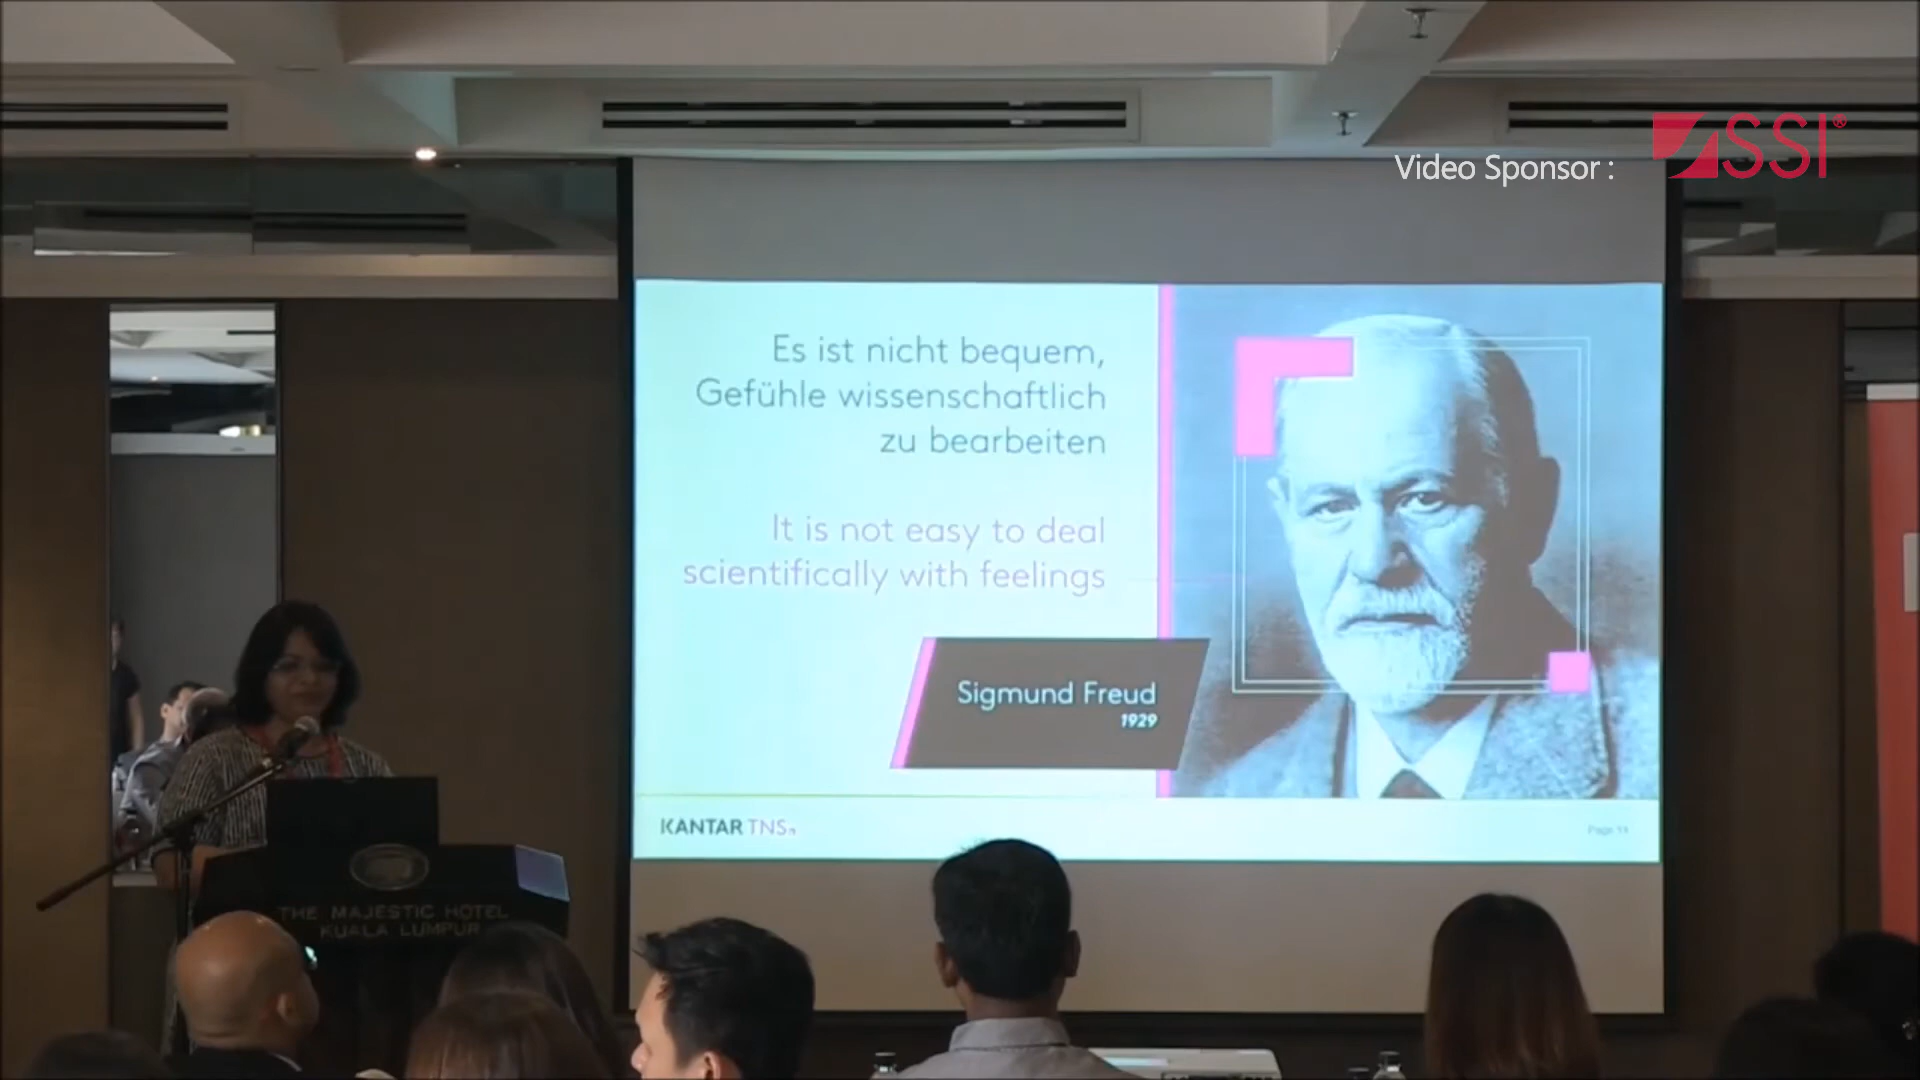 Video Sponsor :
SSI®
Es ist nicht bequem,
Gefühle wissenschaftlich
zu bearbeiten
It is not easy to deal
scientifically with feelings
Sigmund Freud
1929
KANTAR TNS
THE MAJESTIC HOTEL
KUALA LUMPUR